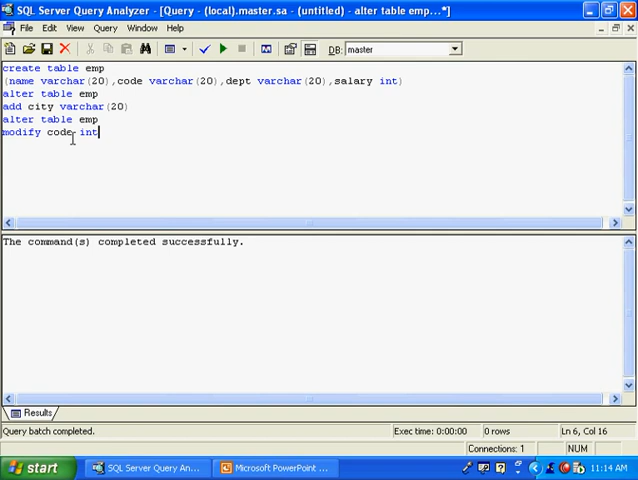 SQL Server Query Analyzer - [Query - (local).master.sa - (untitled) - alter table emp...*]
File Edit View Query Window Help
DB: master
create table emp
(name varchar(20),code varchar(20),dept varchar(20),salary int)
alter table emp
add city varchar(20)
alter table emp
modify code int
The command(s) completed successfully.
Results
Query batch completed.
Exec time: 0:00:00
0 rows
Ln 6, Col 16
Connections: 1
NUM
start
SQL Server Query An...
Microsoft PowerPoint ...
11:14 AM